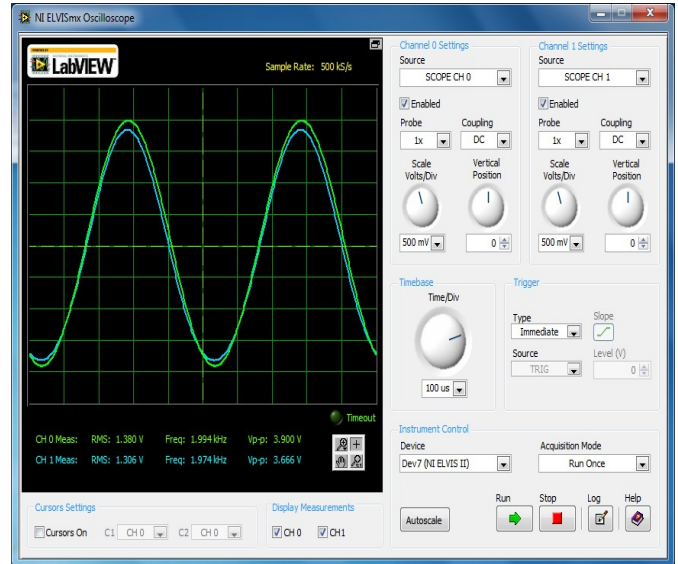 NI ELVISmx Oscilloscope
LabVIEW
Sample Rate: 500 kS/s
Timeout
CH 0 Meas: RMS: 1.380 V Freq: 1.994 kHz Vp-p: 3.900 V
CH 1 Meas: RMS: 1.306 V Freq: 1.974 kHz Vp-p: 3.666 V
Cursors Settings
Cursors On C1 CH 0 C2 CH 0
Display Measurements
CH 0 CH1
Channel 0 Settings
Source
SCOPE CH 0
Enabled
Probe Coupling
1x DC
Scale Vertical
Volts/Div Position
500 mV 0
Channel 1 Settings
Source
SCOPE CH 1
Enabled
Probe Coupling
1x DC
Scale Vertical
Volts/Div Position
500 mV 0
Timebase
Time/Div
100 us
Trigger
Type Slope
Immediate
Source Level (V)
TRIG 0
Instrument Control
Device Acquisition Mode
Dev7 (NI ELVIS II) Run Once
Run Stop Log Help
Autoscale